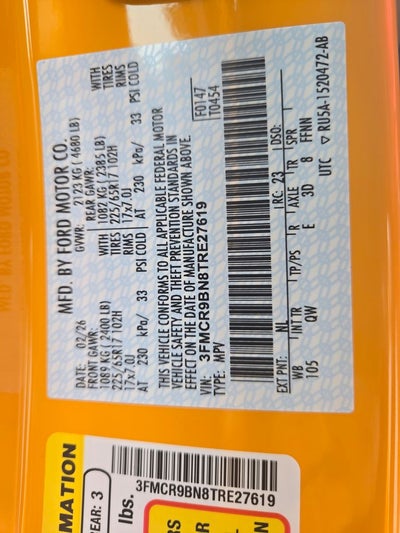 MFD. BY FORD MOTOR CO.
DATE: 02/26
GVWR: 2123 KG ( 4680 LB)
FRONT GAWR:
REAR GAWR:
1089 KG ( 2400 LB) WITH
1082 KG ( 2385 LB) WITH
225/65R17 102H TIRES
225/65R17 102H TIRES
17x7.0J RIMS
17x7.0J RIMS
AT 230 kPa/ 33 PSI COLD
AT 230 kPa/ 33 PSI COLD
THIS VEHICLE CONFORMS TO ALL APPLICABLE FEDERAL MOTOR
VEHICLE SAFETY AND THEFT PREVENTION STANDARDS IN
EFFECT ON THE DATE OF MANUFACTURE SHOWN ABOVE.
VIN: 3FMCR9BN8TRE27619
TYPE: MPV
F0147
T0454
EXT PNT: NL RC: 23 DSO:
WB INT TR TP/PS R AXLE TR SPR
105 QW E 3D 8 FFNN
UTC ▽ RU5A-1520472-AB
MATION
EAR: 3
lbs.
3FMCR9BN8TRE27619
RS
R
N